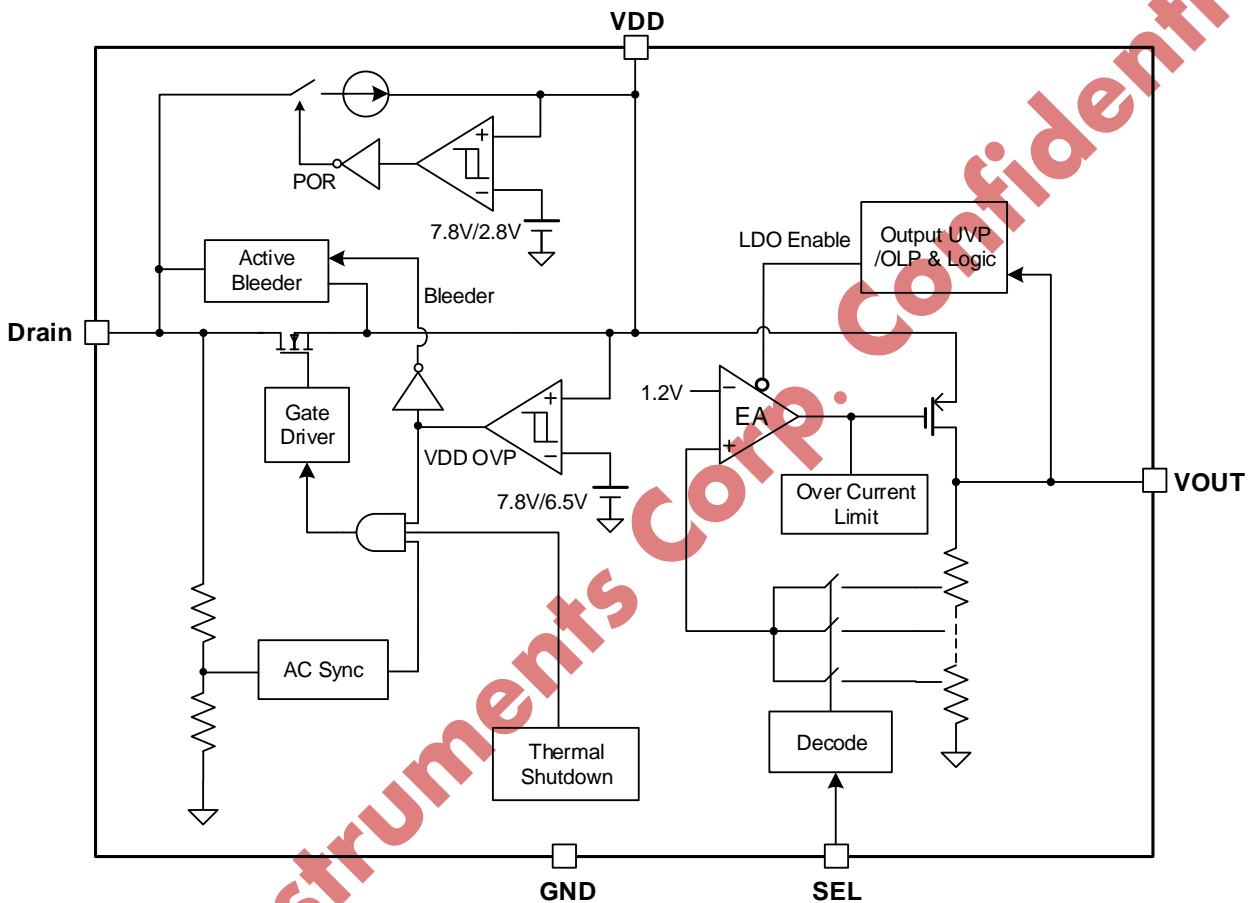 VDD
POR
7.8V/2.8V
Active
Bleeder
Bleeder
LDO Enable
Output UVP
/OLP & Logic
Drain
Gate
Driver
VDD OVP
7.8V/6.5V
1.2V
EA
Over Current
Limit
VOUT
AC Sync
Thermal
Shutdown
Decode
GND
SEL
struments Corp. Confidenti